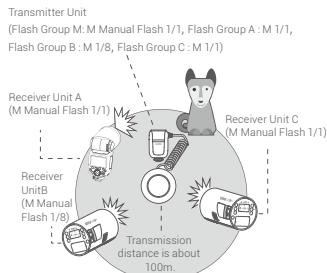 Transmitter Unit
(Flash Group M: M Manual Flash 1/1, Flash Group A : M 1/1,
Flash Group B : M 1/8, Flash Group C : M 1/1)
Receiver Unit A
(M Manual Flash 1/1)
Receiver Unit C
(M Manual Flash 1/1)
Receiver
UnitB
(M Manual
Flash 1/8)
Transmission
distance is about
100m.